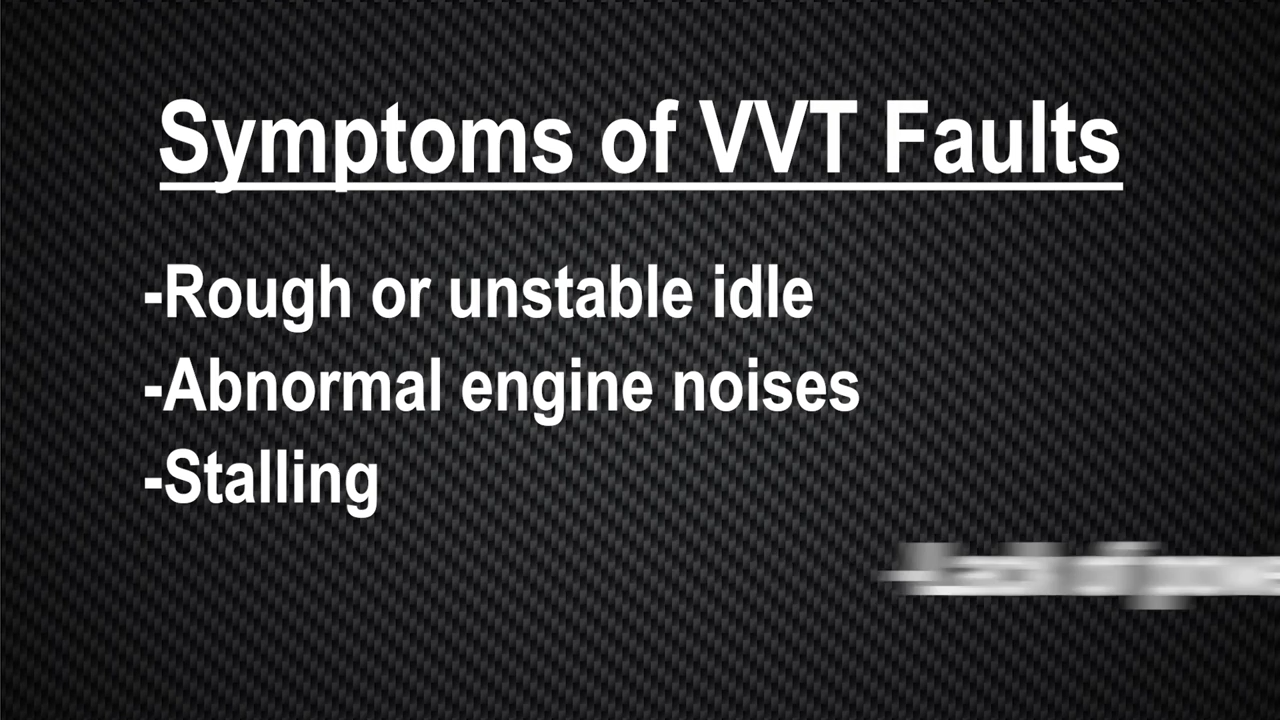 Symptoms of VVT Faults
-Rough or unstable idle
-Abnormal engine noises
-Stalling